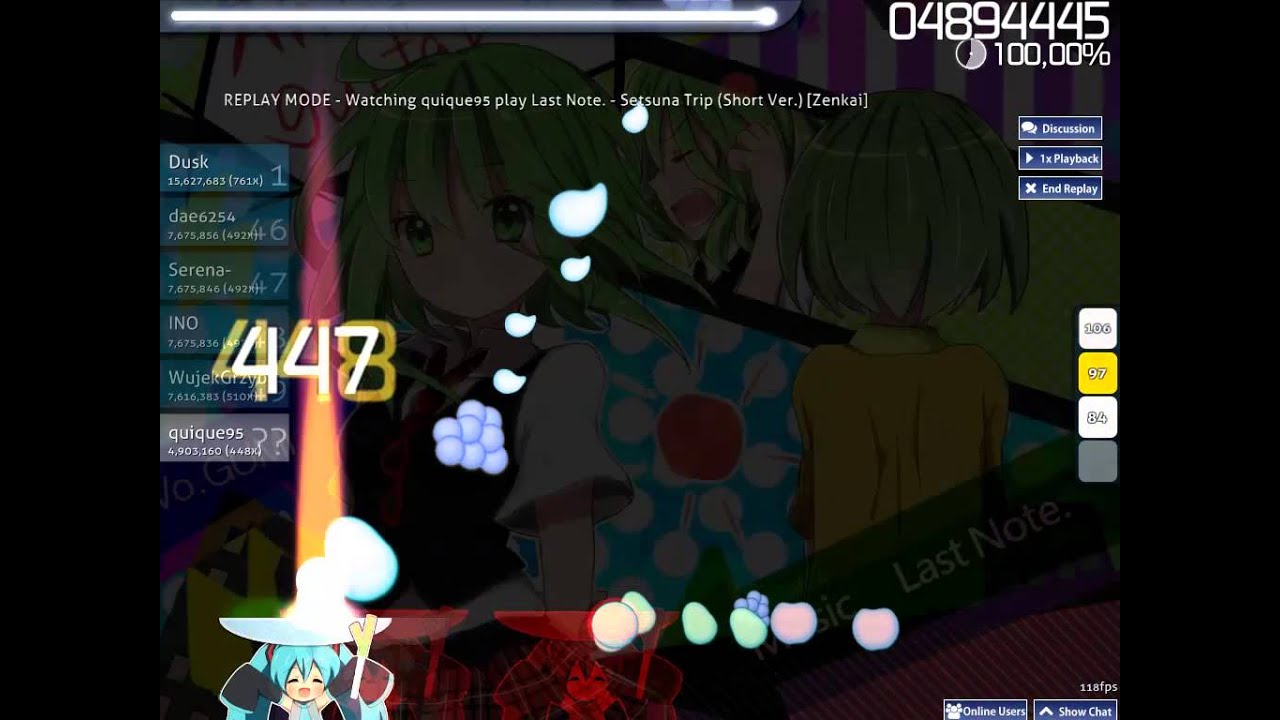 04894445
100,00%
REPLAY MODE - Watching quique95 play Last Note. - Setsuna Trip (Short Ver.) [Zenkai]
Discussion
1x Playback
End Replay
Dusk
15,627,683 (761x) 1
dae6254
7,675,856 (492x) 46
Serena-
7,675,846 (492x) 47
INO
7,675,836
WujekGrzyb
7,616,383 (510x)
quique95 ??
4,903,160 (448x)
447
106
97
84
Last Note.
118fps
Online Users
Show Chat